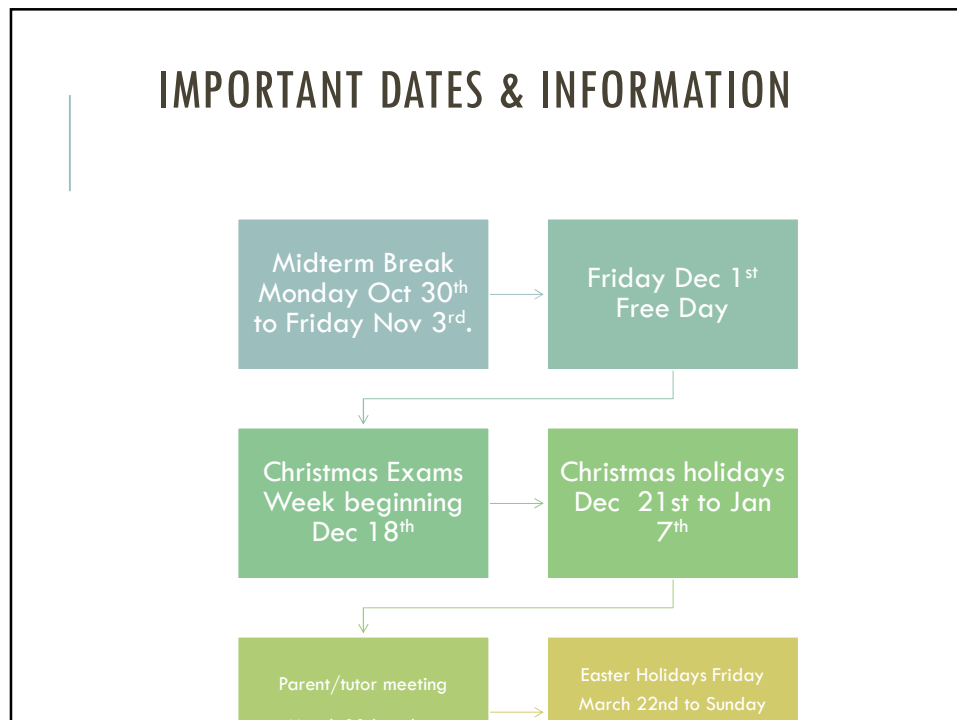 IMPORTANT DATES & INFORMATION
Midterm Break
Monday Oct 30th
to Friday Nov 3rd.
Friday Dec 1st
Free Day
Christmas Exams
Week beginning
Dec 18th
Christmas holidays
Dec 21st to Jan
7th
Parent/tutor meeting
Easter Holidays Friday
March 22nd to Sunday